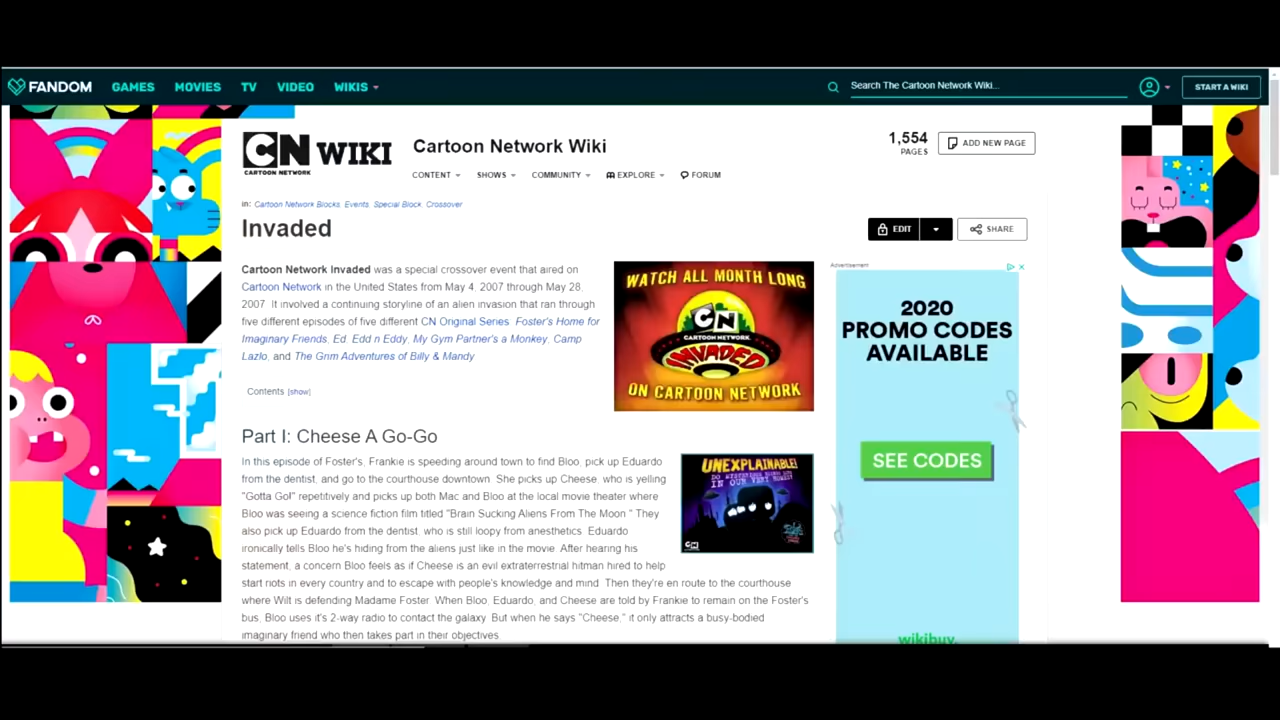 FANDOM GAMES MOVIES TV VIDEO WIKIS Search The Cartoon Network Wiki... START A WIKI
CN WIKI
CARTOON NETWORK
Cartoon Network Wiki
1,554
PAGES
ADD NEW PAGE
CONTENT SHOWS COMMUNITY EXPLORE FORUM
in: Cartoon Network Blocks, Events, Special Block, Crossover
Invaded
EDIT SHARE
Cartoon Network Invaded was a special crossover event that aired on
Cartoon Network in the United States from May 4, 2007 through May 28,
2007. It involved a continuing storyline of an alien invasion that ran through
five different episodes of five different CN Original Series: Foster's Home for
Imaginary Friends, Ed, Edd n Eddy, My Gym Partner's a Monkey, Camp
Lazlo, and The Grim Adventures of Billy & Mandy.
Contents [show]
WATCH ALL MONTH LONG
CN
CARTOON NETWORK
INVADED
ON CARTOON NETWORK
Advertisement
2020
PROMO CODES
AVAILABLE
SEE CODES
wikibuy
Part I: Cheese A Go-Go
In this episode of Foster's, Frankie is speeding around town to find Bloo, pick up Eduardo
from the dentist, and go to the courthouse downtown. She picks up Cheese, who is yelling
"Gotta Go!" repetitively and picks up both Mac and Bloo at the local movie theater where
Bloo was seeing a science fiction film titled "Brain Sucking Aliens From The Moon." They
also pick up Eduardo from the dentist, who is still loopy from anesthetics. Eduardo
ironically tells Bloo he's hiding from the aliens just like in the movie. After hearing his
statement, a concern Bloo feels as if Cheese is an evil extraterrestrial hitman hired to help
start riots in every country and to escape with people's knowledge and mind. Then they're en route to the courthouse
where Wilt is defending Madame Foster. When Bloo, Eduardo, and Cheese are told by Frankie to remain on the Foster's
bus, Bloo uses it's 2-way radio to contact the galaxy. But when he says "Cheese," it only attracts a busy-bodied
imaginary friend who then takes part in their objectives.
UNEXPLAINABLE!
DO MYSTERIOUS BEINGS LIVE
IN OUR VERY HOMES?
CN